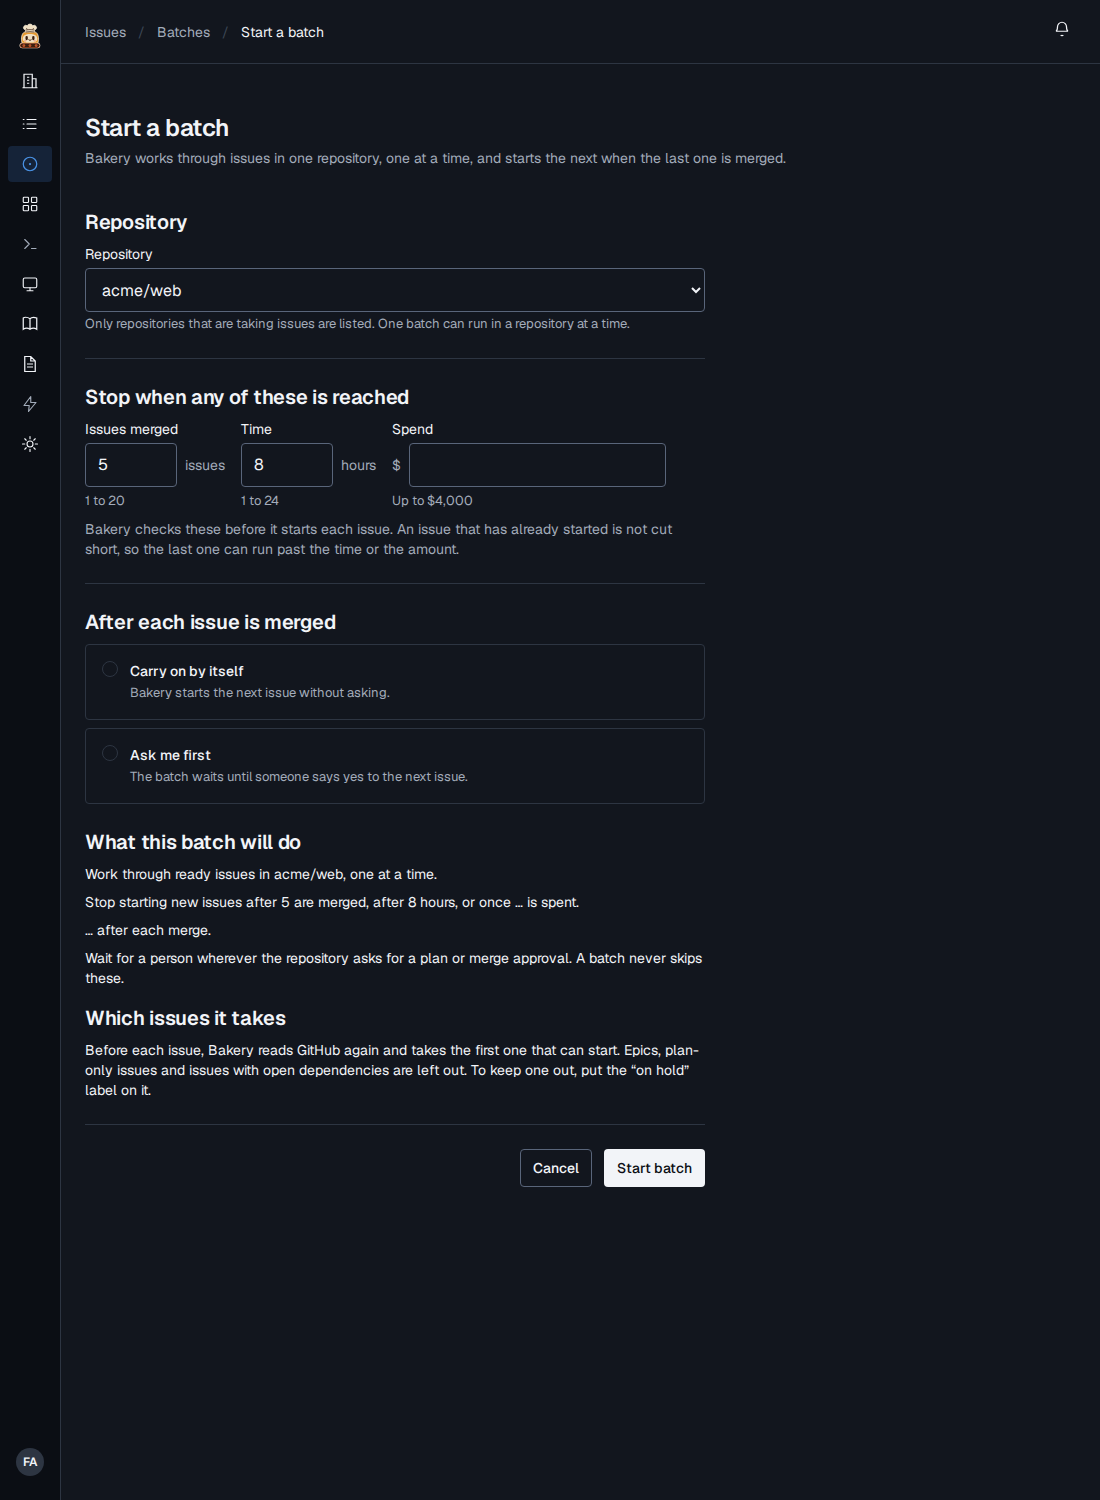 Issues / Batches / Start a batch
Start a batch
Bakery works through issues in one repository, one at a time, and starts the next when the last one is merged.
Repository
Repository
acme/web
Only repositories that are taking issues are listed. One batch can run in a repository at a time.
Stop when any of these is reached
Issues merged Time Spend
5 issues 8 hours $
1 to 20 1 to 24 Up to $4,000
Bakery checks these before it starts each issue. An issue that has already started is not cut
short, so the last one can run past the time or the amount.
After each issue is merged
Carry on by itself
Bakery starts the next issue without asking.
Ask me first
The batch waits until someone says yes to the next issue.
What this batch will do
Work through ready issues in acme/web, one at a time.
Stop starting new issues after 5 are merged, after 8 hours, or once … is spent.
… after each merge.
Wait for a person wherever the repository asks for a plan or merge approval. A batch never skips
these.
Which issues it takes
Before each issue, Bakery reads GitHub again and takes the first one that can start. Epics, plan-
only issues and issues with open dependencies are left out. To keep one out, put the “on hold”
label on it.
Cancel Start batch
FA